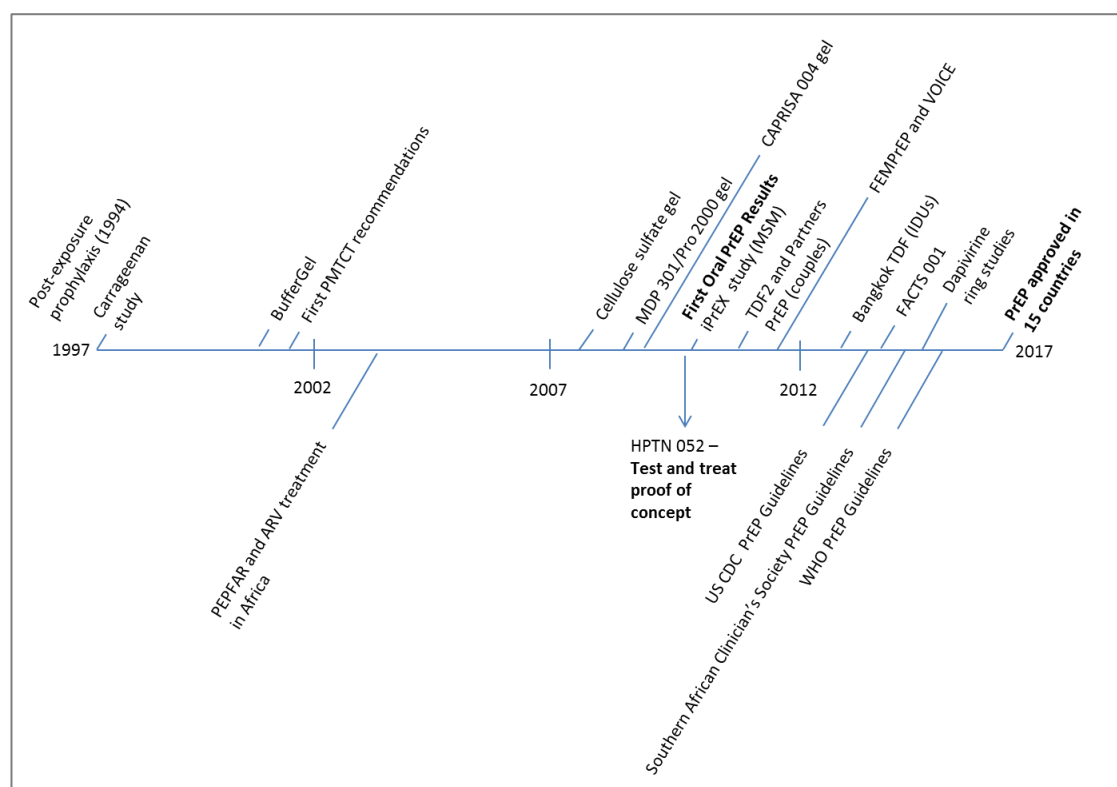 Post-exposure
prophylaxis (1994)
Carrageenan
study
BufferGel
First PMTCT recommendations
Cellulose sulfate gel
MDP 301/Pro 2000 gel
CAPRISA 004 gel
First Oral PrEP Results
iPrEX study (MSM)
TDF2 and Partners
PrEP (couples)
FEMPrEP and VOICE
Bangkok TDF (IDUs)
FACTS 001
Dapivirine
ring studies
PrEP approved in
15 countries
1997
2002
2007
2012
2017
PEPFAR and ARV treatment
in Africa
HPTN 052 –
Test and treat
proof of
concept
US CDC PrEP Guidelines
Southern African Clinician's Society PrEP Guidelines
WHO PrEP Guidelines